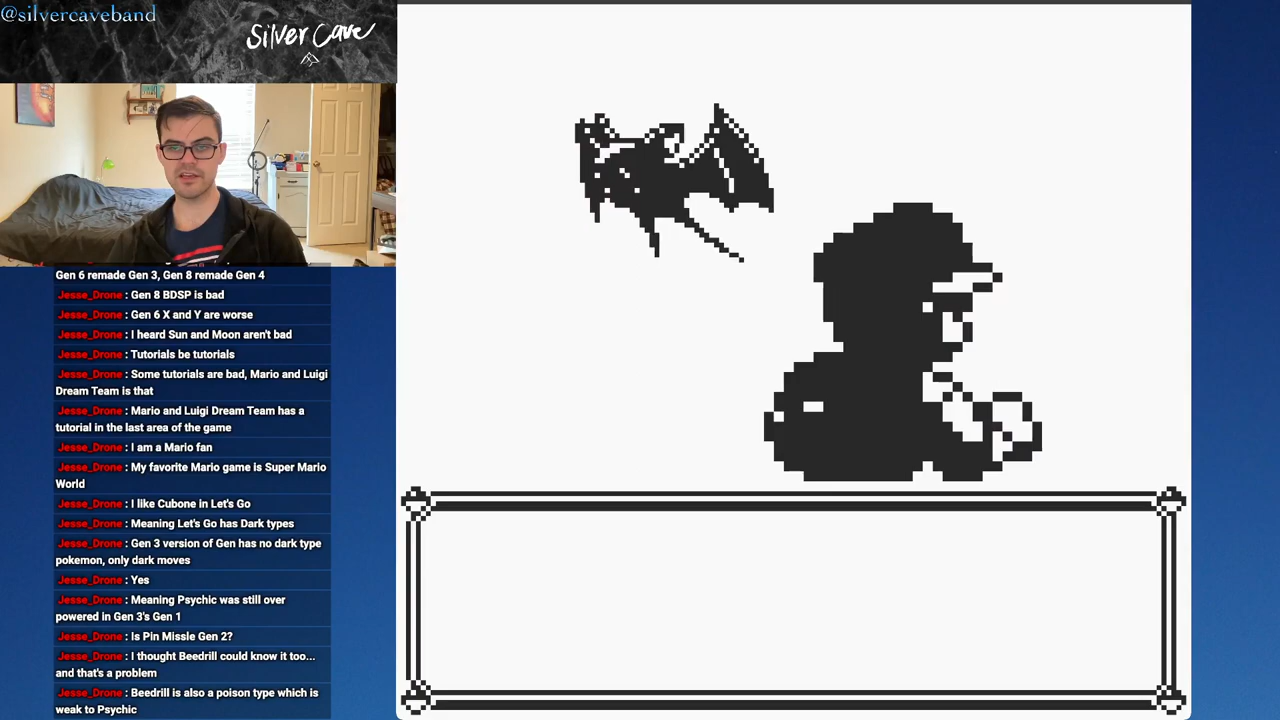 @silvercaveband
Silver Cave
Gen 6 remade Gen 3, Gen 8 remade Gen 4
Jesse_Drone : Gen 8 BDSP is bad
Jesse_Drone : Gen 6 X and Y are worse
Jesse_Drone : I heard Sun and Moon aren't bad
Jesse_Drone : Tutorials be tutorials
Jesse_Drone : Some tutorials are bad, Mario and Luigi
Dream Team is that
Jesse_Drone : Mario and Luigi Dream Team has a
tutorial in the last area of the game
Jesse_Drone : I am a Mario fan
Jesse_Drone : My favorite Mario game is Super Mario
World
Jesse_Drone : I like Cubone in Let's Go
Jesse_Drone : Meaning Let's Go has Dark types
Jesse_Drone : Gen 3 version of Gen has no dark type
pokemon, only dark moves
Jesse_Drone : Yes
Jesse_Drone : Meaning Psychic was still over
powered in Gen 3's Gen 1
Jesse_Drone : Is Pin Missle Gen 2?
Jesse_Drone : I thought Beedrill could know it too...
and that's a problem
Jesse_Drone : Beedrill is also a poison type which is
weak to Psychic